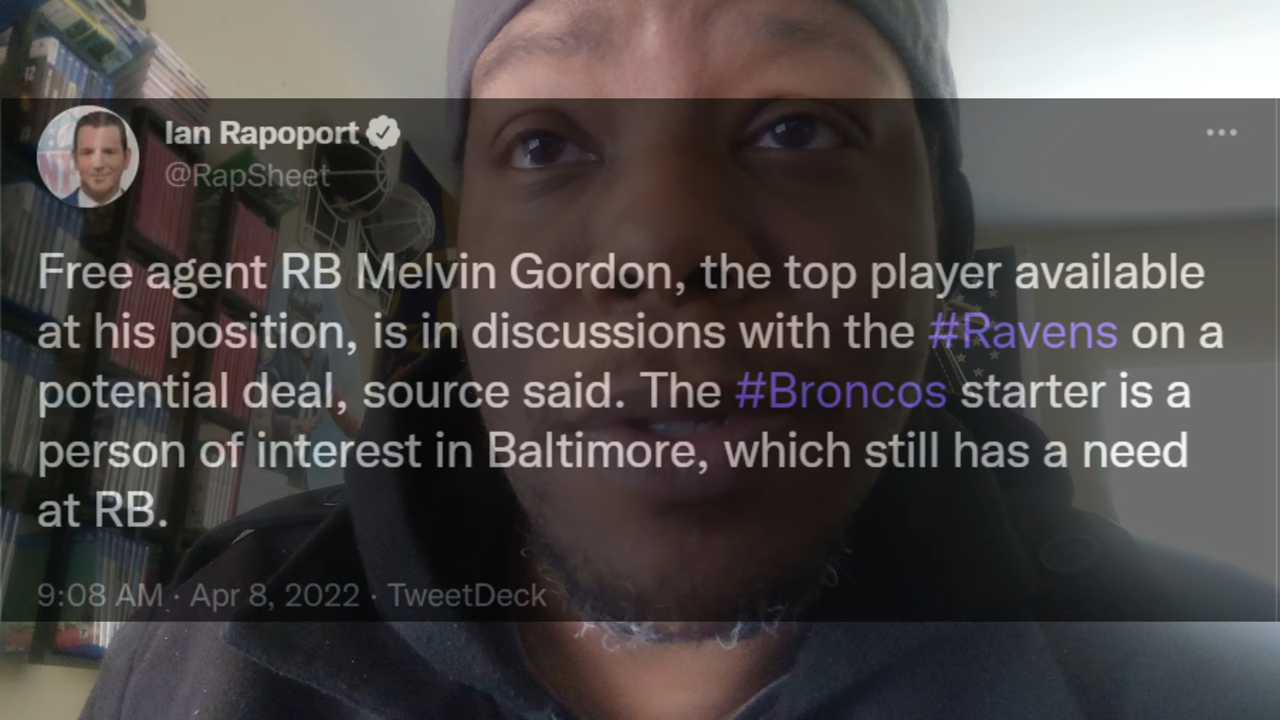 Ian Rapoport
@RapSheet
Free agent RB Melvin Gordon, the top player available
at his position, is in discussions with the #Ravens on a
potential deal, source said. The #Broncos starter is a
person of interest in Baltimore, which still has a need
at RB.
9:08 AM · Apr 8, 2022 · TweetDeck